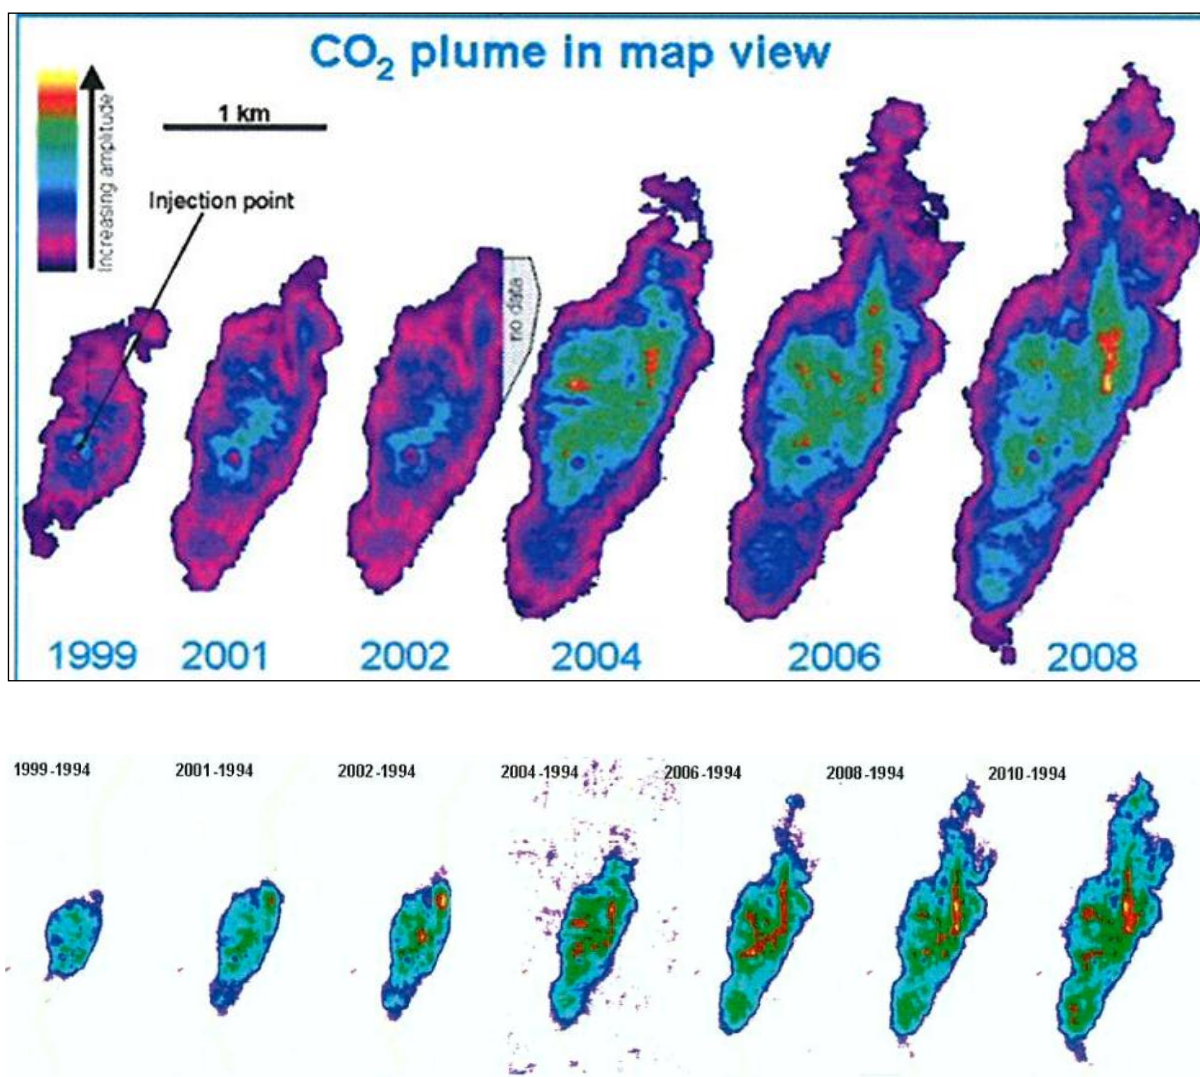 CO₂ plume in map view
Increasing amplitude
1 km
Injection point
no data
1999 2001 2002 2004 2006 2008
1999-1994 2001-1994 2002-1994 2004-1994 2006-1994 2008-1994 2010-1994